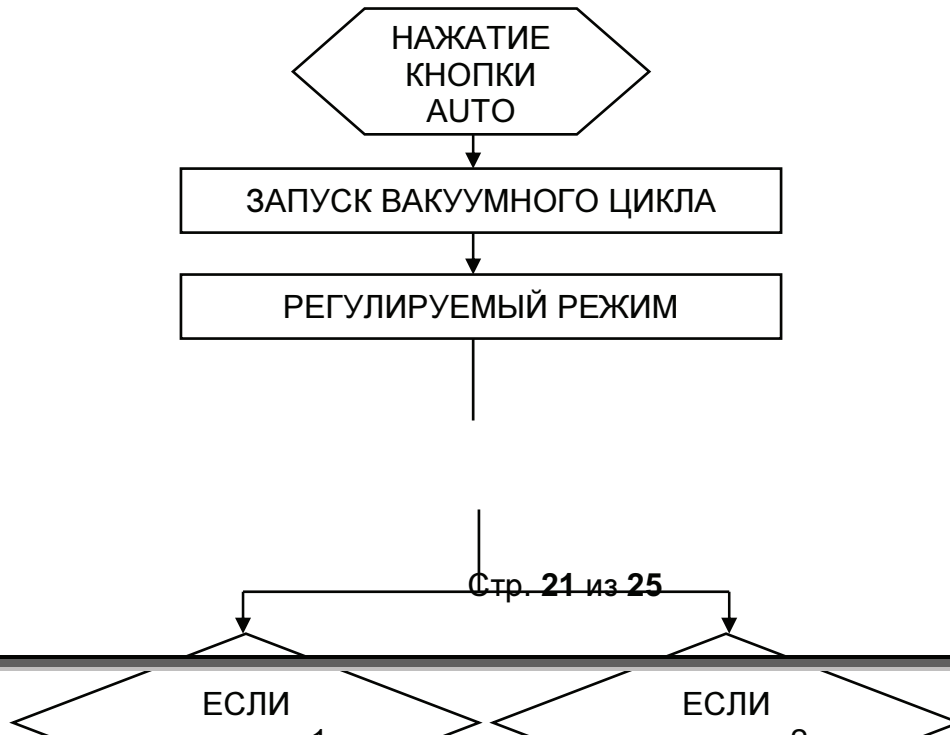 НАЖАТИЕ
КНОПКИ
AUTO
ЗАПУСК ВАКУУМНОГО ЦИКЛА
РЕГУЛИРУЕМЫЙ РЕЖИМ
Стр. 21 из 25
ЕСЛИ
ЕСЛИ